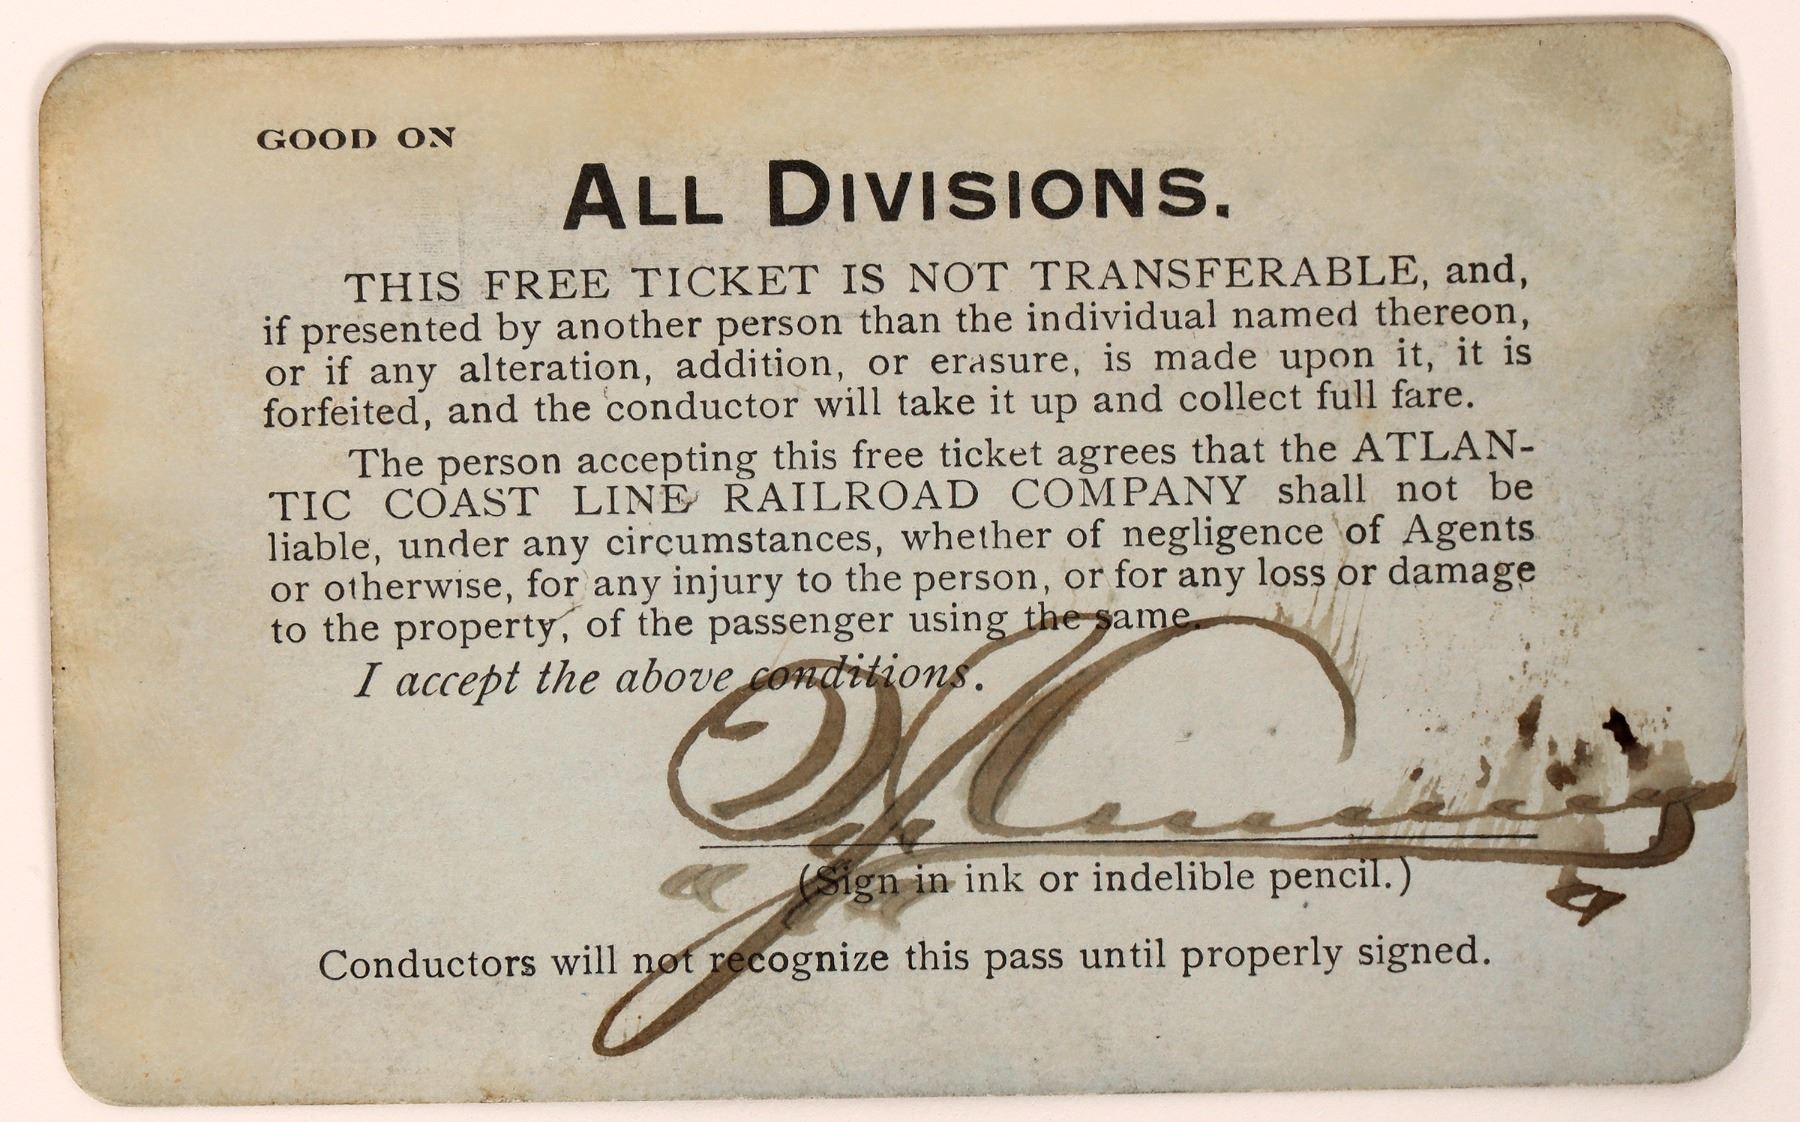 GOOD ON
ALL DIVISIONS.
THIS FREE TICKET IS NOT TRANSFERABLE, and,
if presented by another person than the individual named thereon,
or if any alteration, addition, or erasure, is made upon it, it is
forfeited, and the conductor will take it up and collect full fare.
The person accepting this free ticket agrees that the ATLAN-
TIC COAST LINE RAILROAD COMPANY shall not be
liable, under any circumstances, whether of negligence of Agents
or otherwise, for any injury to the person, or for any loss or damage
to the property, of the passenger using the same.
I accept the above conditions.
(Sign in ink or indelible pencil.)
Conductors will not recognize this pass until properly signed.